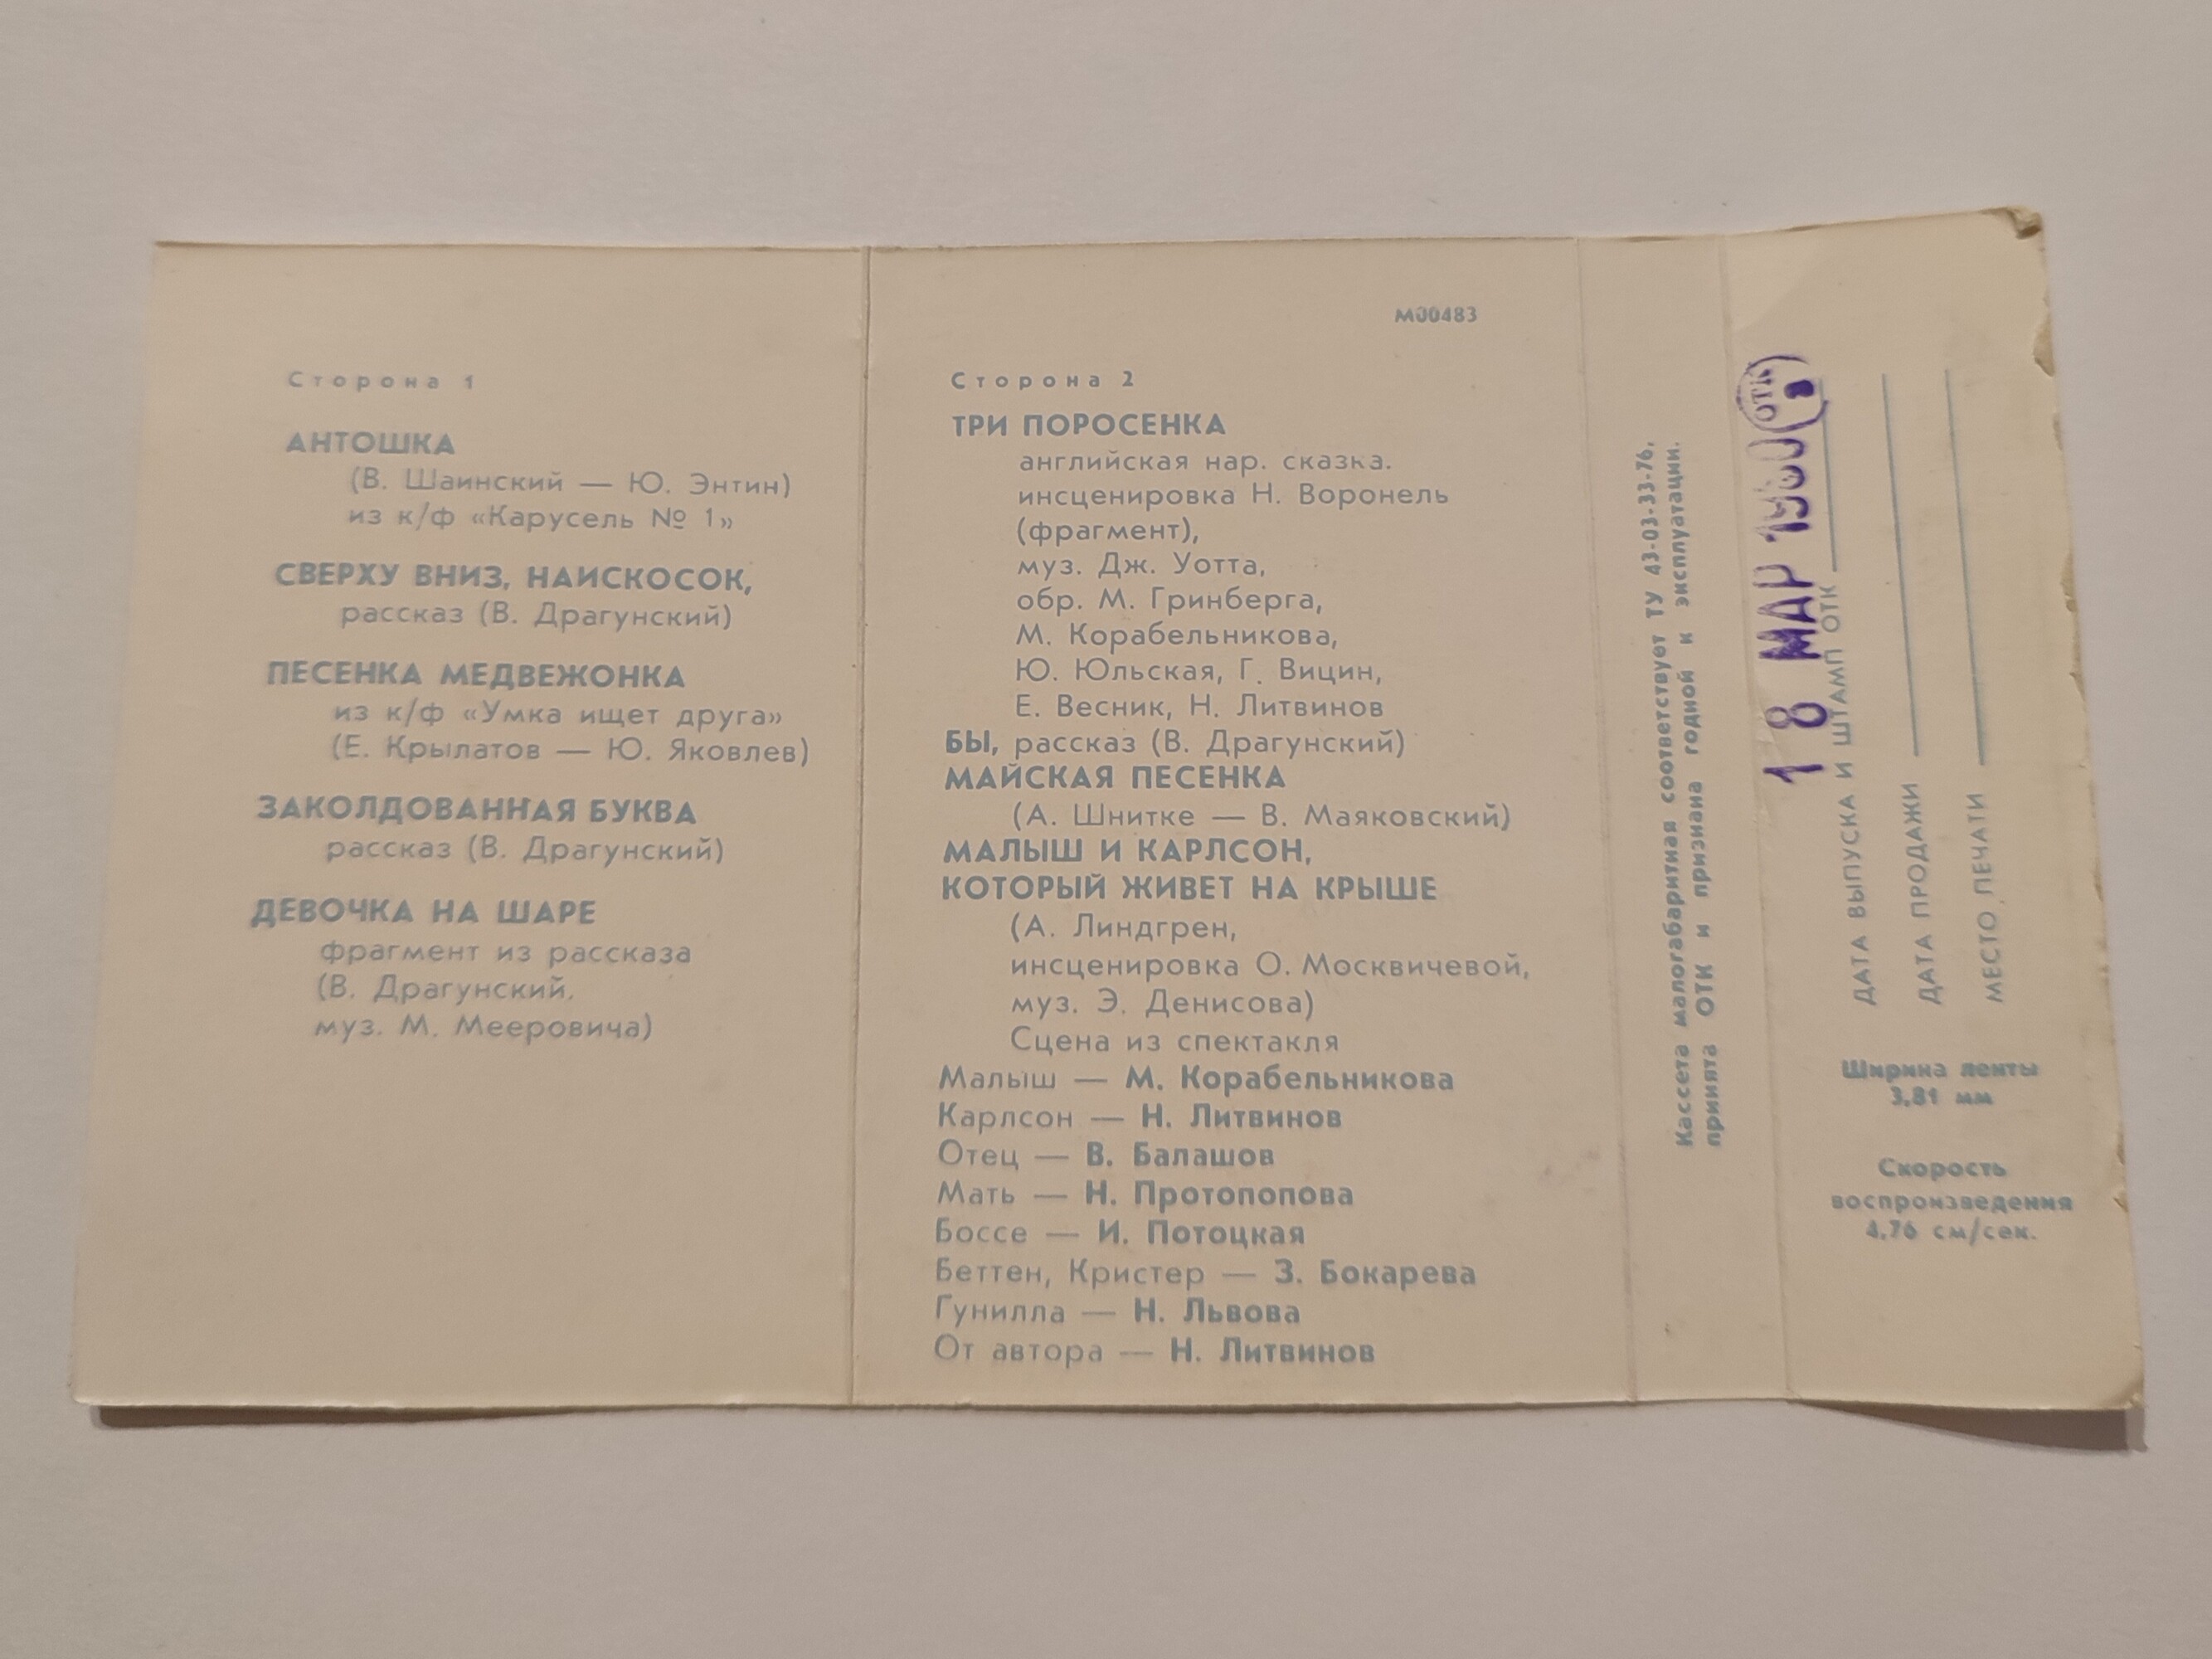 Сторона 1
АНТОШКА
(В. Шаинский — Ю. Энтин)
из к/ф «Карусель № 1»
СВЕРХУ ВНИЗ, НАИСКОСОК,
рассказ (В. Драгунский)
ПЕСЕНКА МЕДВЕЖОНКА
из к/ф «Умка ищет друга»
(Е. Крылатов — Ю. Яковлев)
ЗАКОЛДОВАННАЯ БУКВА
рассказ (В. Драгунский)
ДЕВОЧКА НА ШАРЕ
фрагмент из рассказа
(В. Драгунский,
муз. М. Мееровича)
М00483
Сторона 2
ТРИ ПОРОСЕНКА
английская нар. сказка.
инсценировка Н. Воронель
(фрагмент),
муз. Дж. Уотта,
обр. М. Гринберга,
М. Корабельникова,
Ю. Юльская, Г. Вицин,
Е. Весник, Н. Литвинов
БЫ, рассказ (В. Драгунский)
МАЙСКАЯ ПЕСЕНКА
(А. Шнитке — В. Маяковский)
МАЛЫШ И КАРЛСОН,
КОТОРЫЙ ЖИВЕТ НА КРЫШЕ
(А. Линдгрен,
инсценировка О. Москвичевой,
муз. Э. Денисова)
Сцена из спектакля
Малыш — М. Корабельникова
Карлсон — Н. Литвинов
Отец — В. Балашов
Мать — Н. Протопопова
Боссе — И. Потоцкая
Беттен, Кристер — З. Бокарева
Гунилла — Н. Львова
От автора — Н. Литвинов
Кассета малогабаритная соответствует ТУ 43-03-33-76,
принята ОТК и признана годной к эксплуатации.
18 МАР 1980 ОТК 3
ДАТА ВЫПУСКА И ШТАМП ОТК
ДАТА ПРОДАЖИ
МЕСТО ПЕЧАТИ
Ширина ленты
3,81 мм
Скорость
воспроизведения
4,76 см/сек.